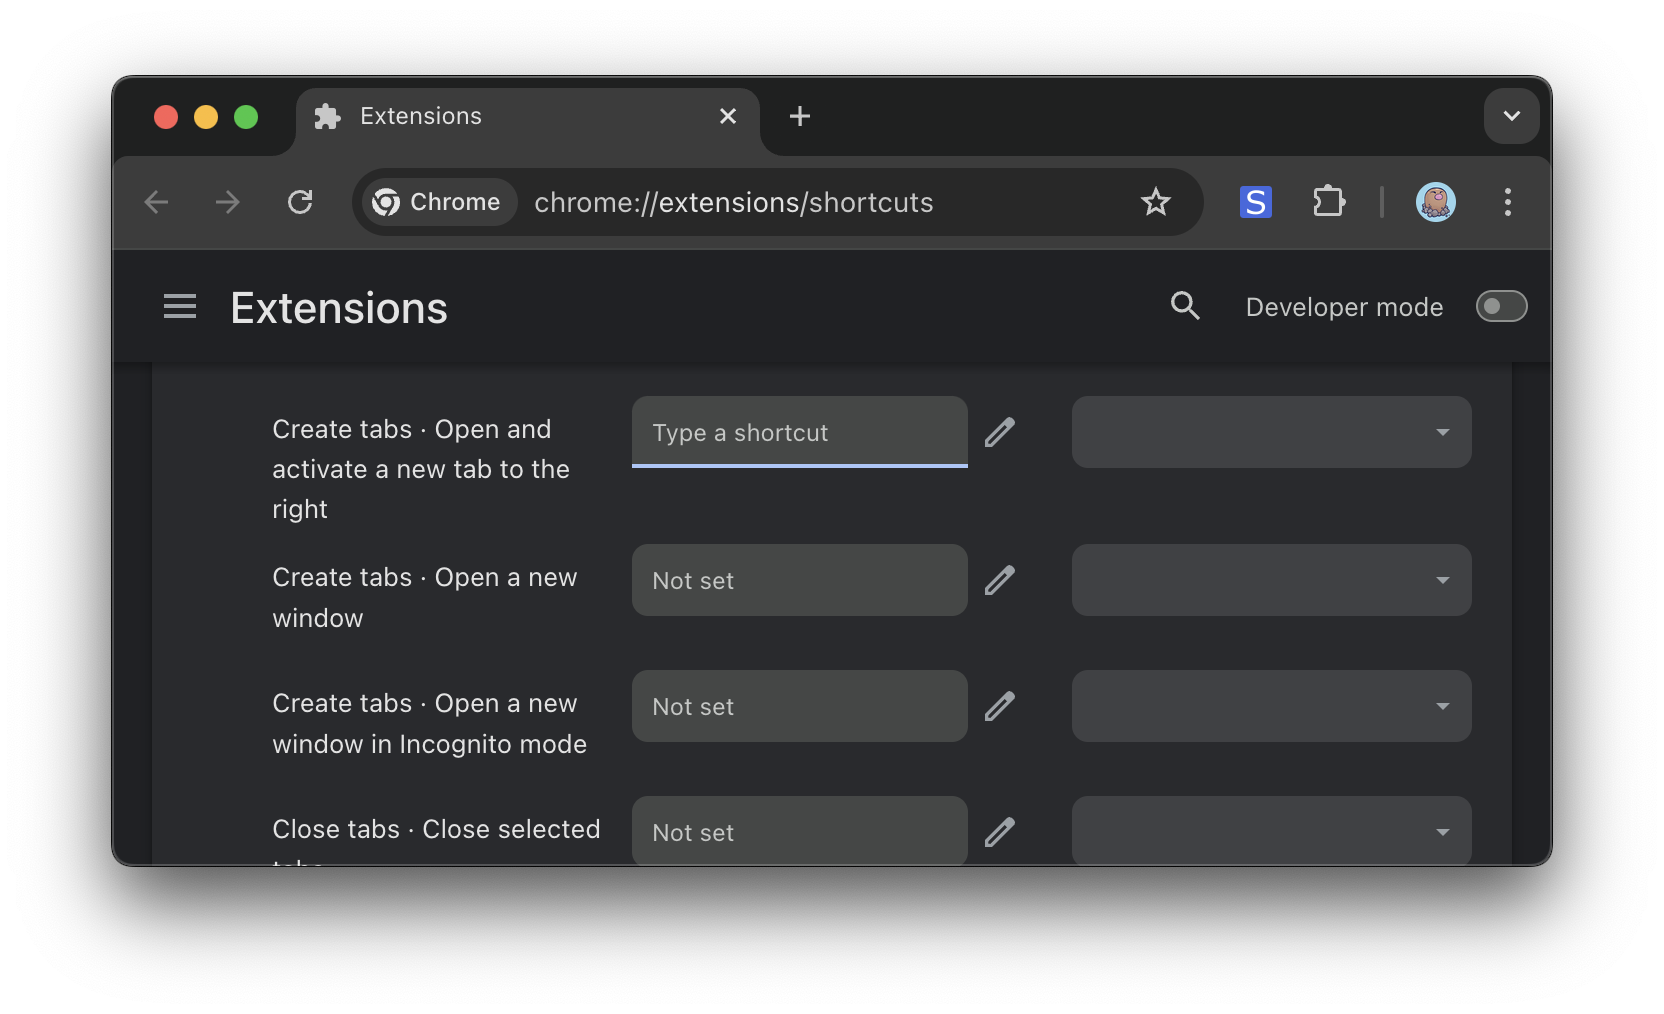 Extensions
Chrome
chrome://extensions/shortcuts
S
Extensions
Developer mode
Create tabs · Open and
activate a new tab to the
right
Type a shortcut
Create tabs · Open a new
window
Not set
Create tabs · Open a new
window in Incognito mode
Not set
Close tabs · Close selected
Not set